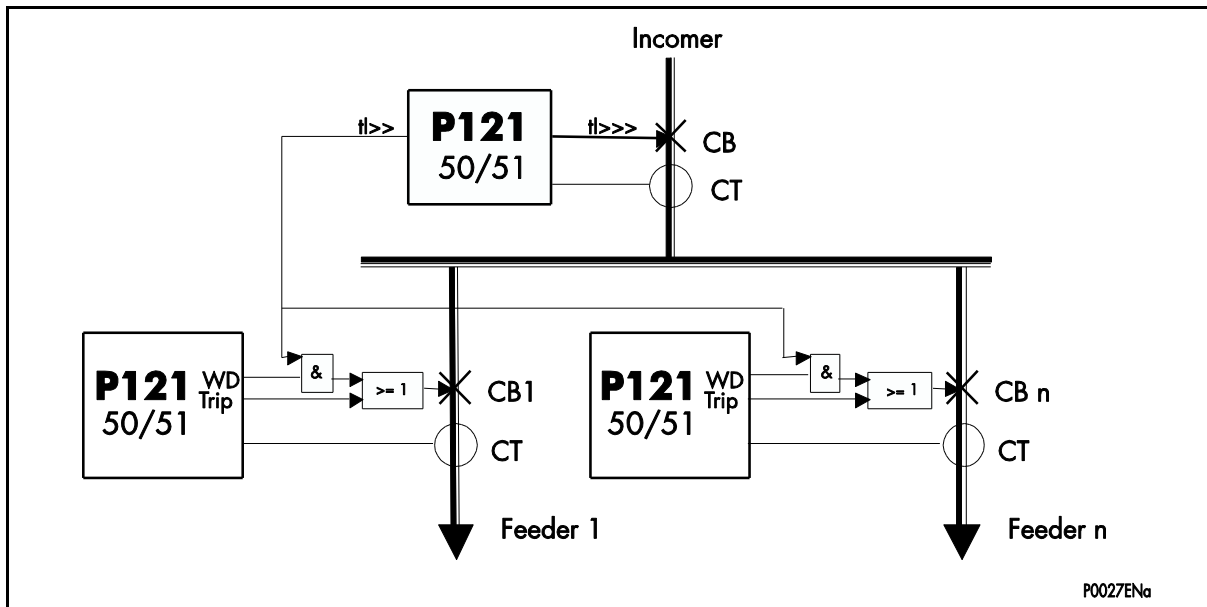 Incomer
tI>>
P121
50/51
tI>>>
CB
CT
P121
50/51
WD
Trip
&
>= 1
CB1
CT
Feeder 1
P121
50/51
WD
Trip
&
>= 1
CB n
CT
Feeder n
P0027ENa